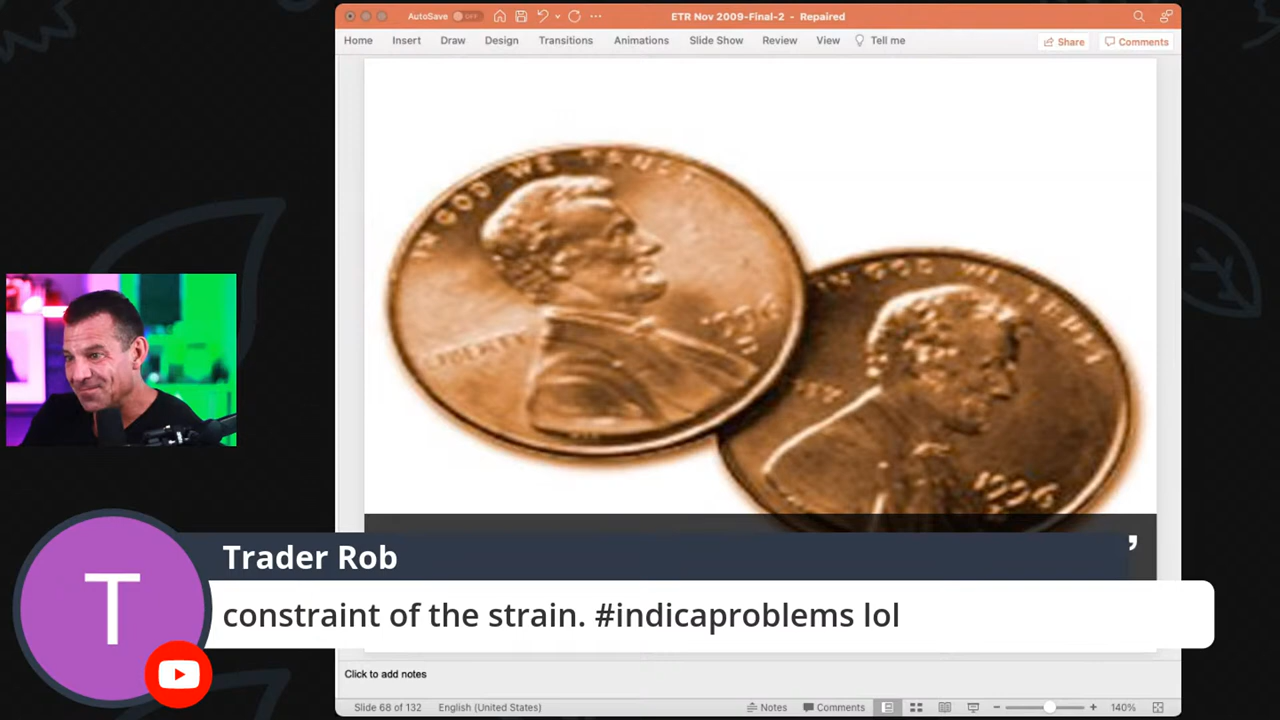 AutoSave OFF
ETR Nov 2009-Final-2 - Repaired
Home Insert Draw Design Transitions Animations Slide Show Review View Tell me Share Comments
IN GOD WE TRUST
LIBERTY
1996
D
IN GOD WE TRUST
1996
,
T
Trader Rob
constraint of the strain. #indicaproblems lol
Click to add notes
Slide 68 of 132 English (United States) Notes Comments 140%